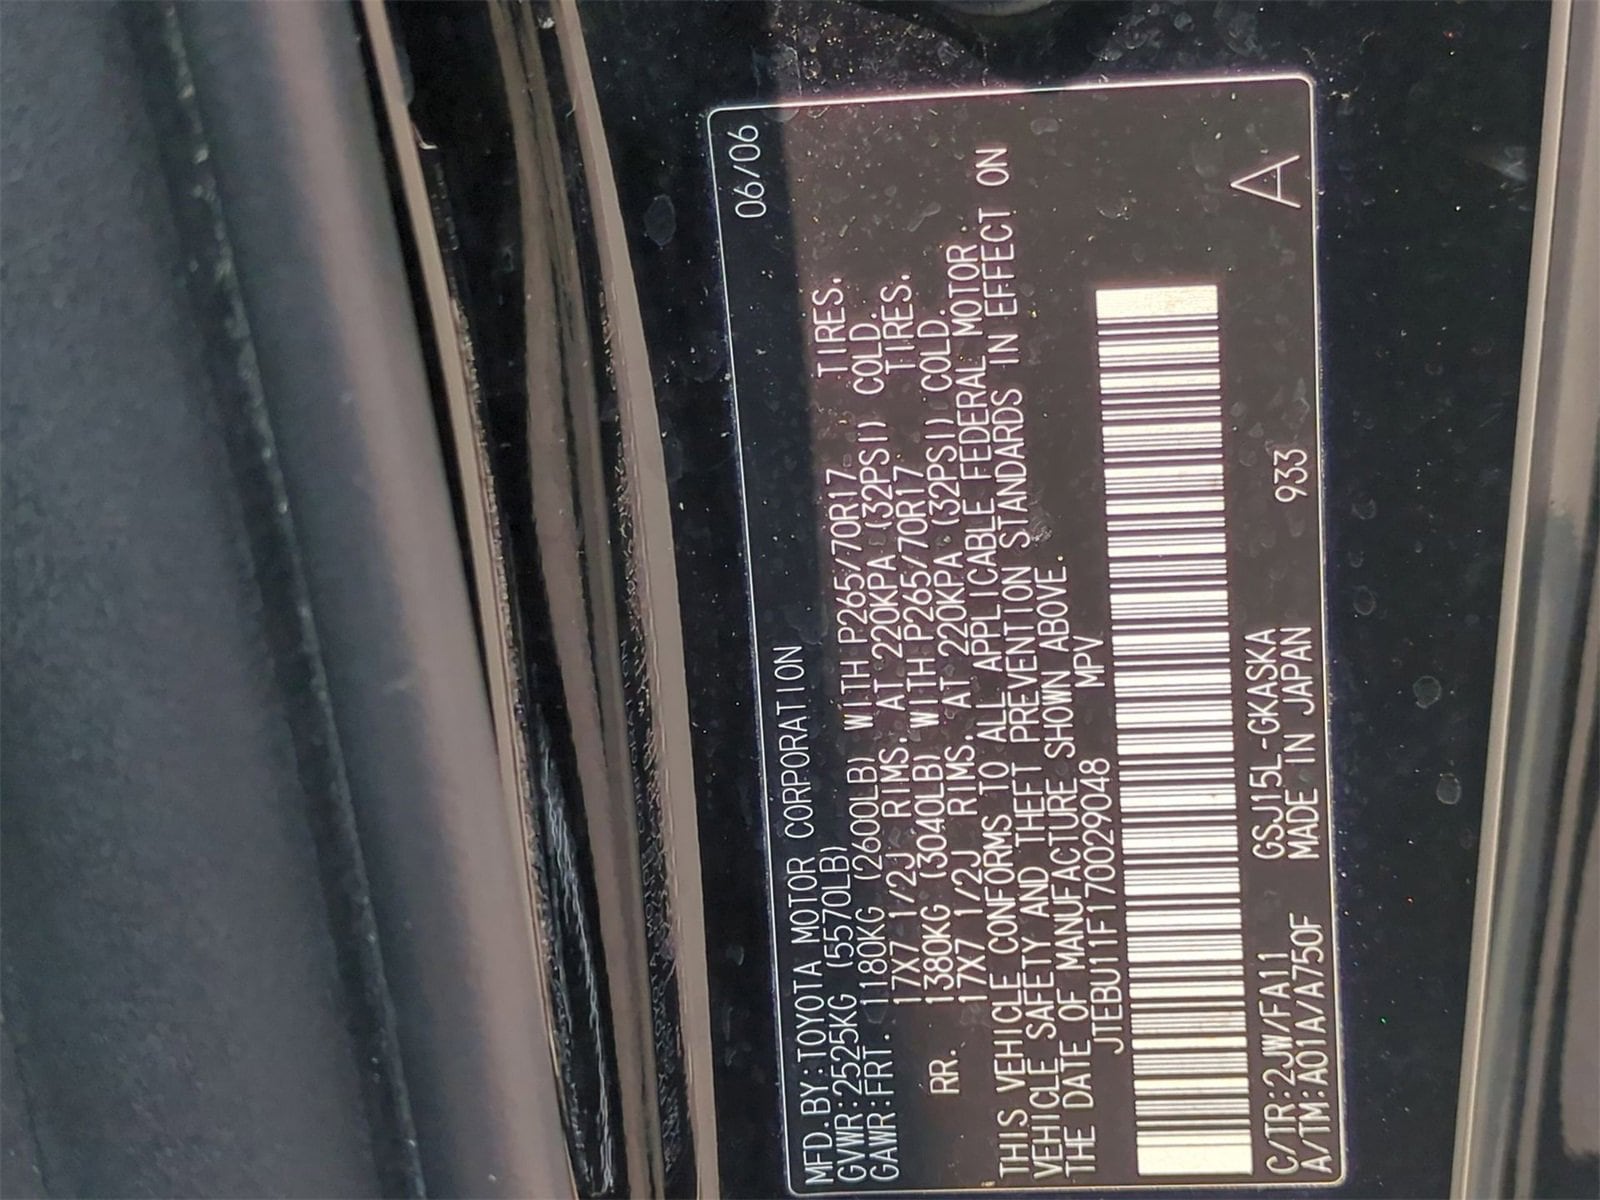 MFD.BY:TOYOTA MOTOR CORPORATION 06/06
GVWR:2525KG (5570LB)
GAWR:FRT. 1180KG (2600LB) WITH P265/70R17 TIRES.
17X7 1/2J RIMS. AT 220KPA (32PSI) COLD.
RR. 1380KG (3040LB) WITH P265/70R17 TIRES.
17X7 1/2J RIMS. AT 220KPA (32PSI) COLD.
THIS VEHICLE CONFORMS TO ALL APPLICABLE FEDERAL MOTOR
VEHICLE SAFETY AND THEFT PREVENTION STANDARDS IN EFFECT ON
THE DATE OF MANUFACTURE SHOWN ABOVE.
JTEBU11F170029048 MPV
C/TR:2JW/FA11 GSJ15L-GKASKA
A/TM:A01A/A750F MADE IN JAPAN 933 A